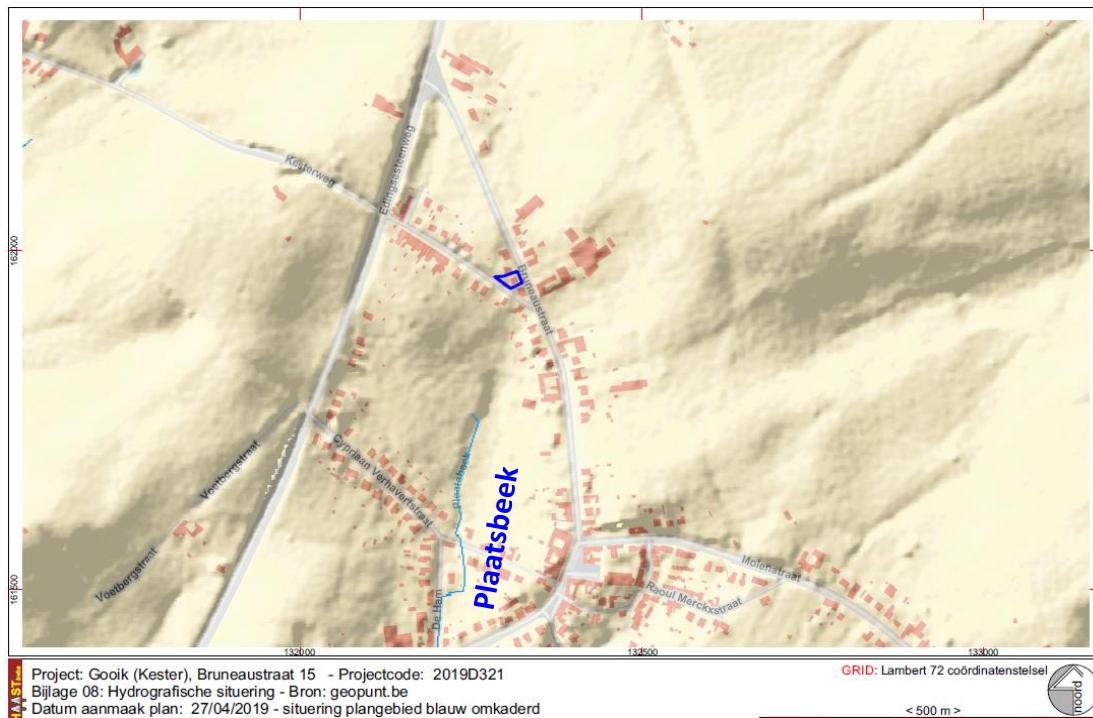 Kesterweg
Edingsesteenweg
Bruneaustraat
162000
Voetbergstraat
Cypriaan Verhavertstraat
Plaatsbeek
Plaatsbeek
Voetbergstraat
De Ham
Molenstraat
Raoul Merckxstraat
161500
132000
132500
133000
HAAST
Project: Gooik (Kester), Bruneaustraat 15 - Projectcode: 2019D321
Bijlage 08: Hydrografische situering - Bron: geopunt.be
Datum aanmaak plan: 27/04/2019 - situering plangebied blauw omkaderd
GRID: Lambert 72 coördinatenstelsel
< 500 m >
noord